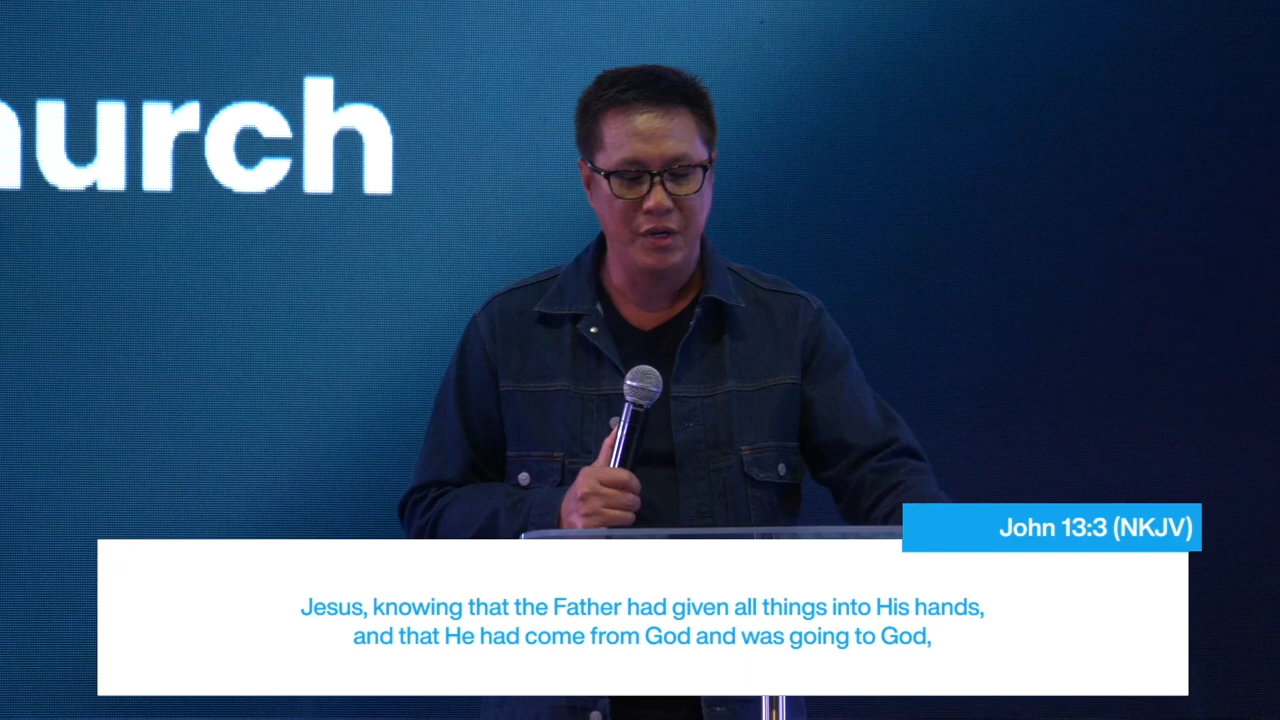 urch
John 13:3 (NKJV)
Jesus, knowing that the Father had given all things into His hands,
and that He had come from God and was going to God,